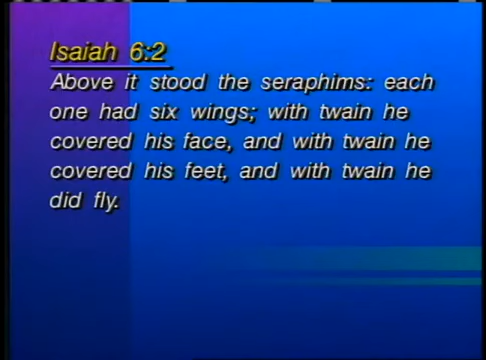 Isaiah 6:2
Above it stood the seraphims: each
one had six wings; with twain he
covered his face, and with twain he
covered his feet, and with twain he
did fly.